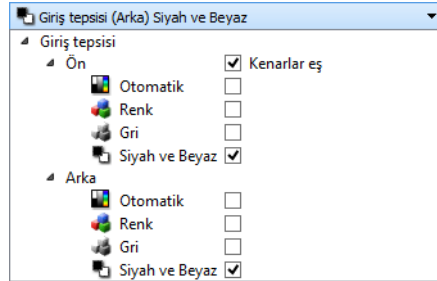 Giriş tepsisi (Arka) Siyah ve Beyaz
Giriş tepsisi
Ön Kenarlar eş
Otomatik
Renk
Gri
Siyah ve Beyaz
Arka
Otomatik
Renk
Gri
Siyah ve Beyaz